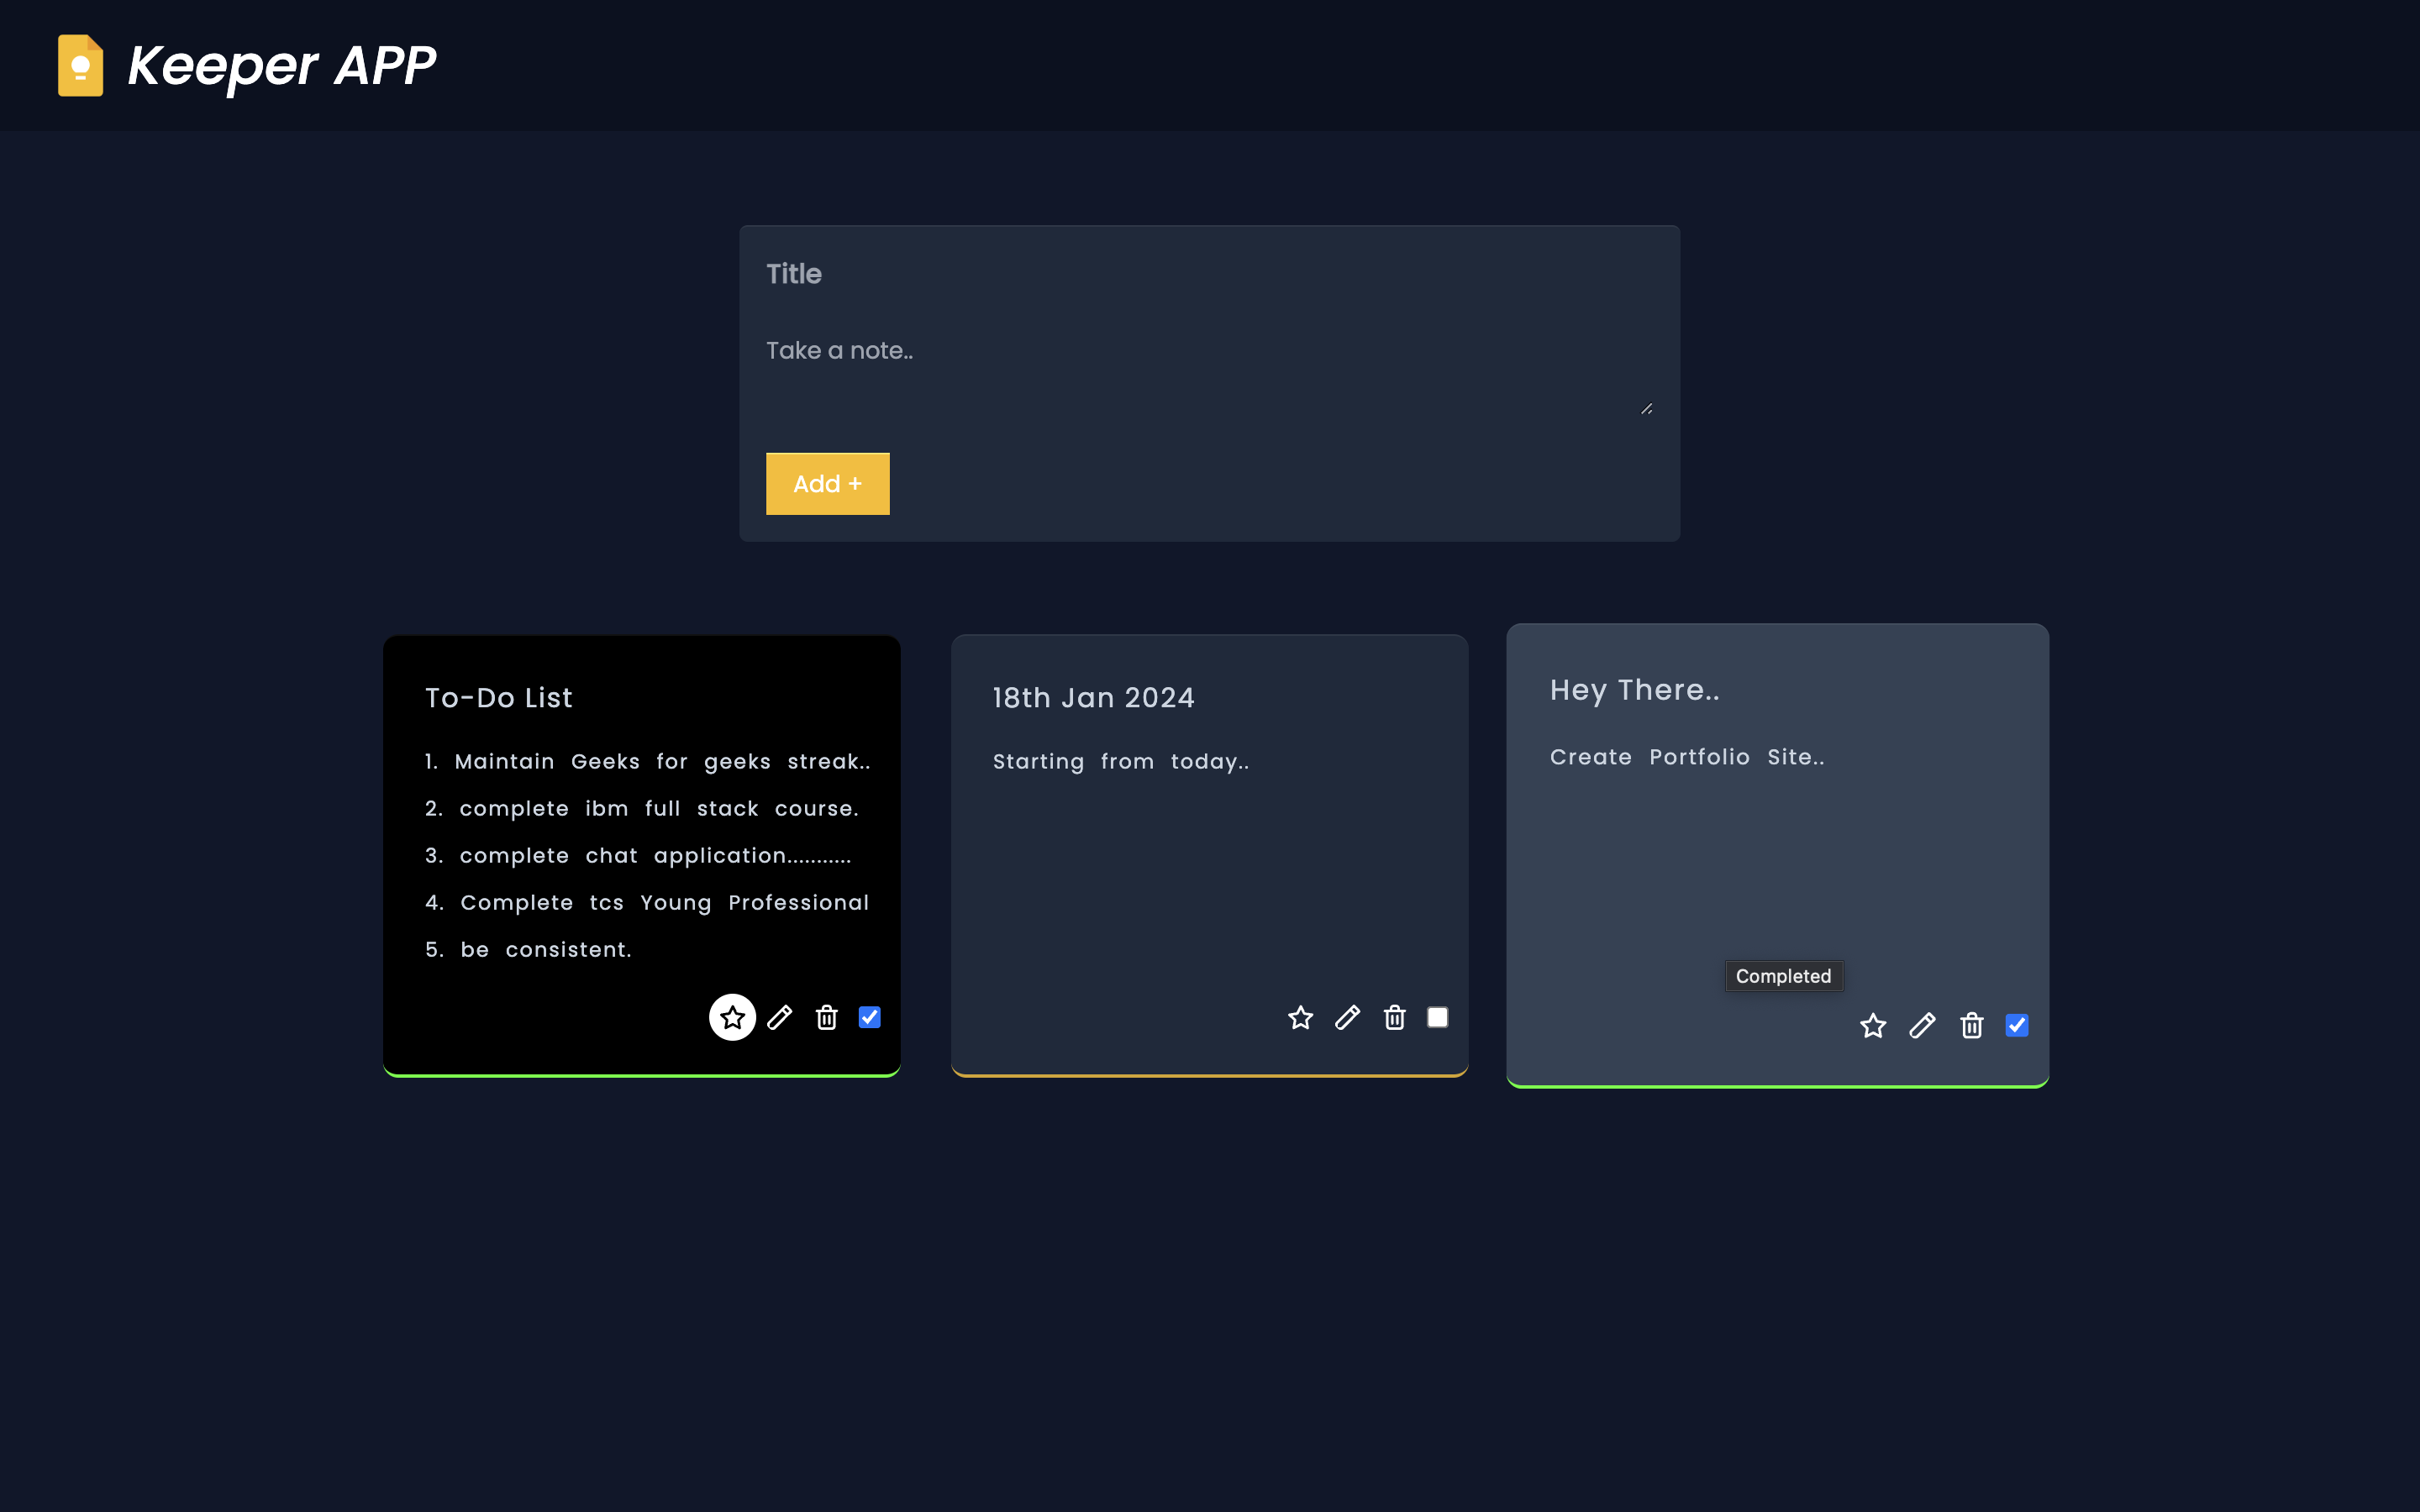 Keeper APP
Title
Take a note..
Add +
To-Do List
1. Maintain Geeks for geeks streak..
2. complete ibm full stack course.
3. complete chat application...........
4. Complete tcs Young Professional
5. be consistent.
18th Jan 2024
Starting from today..
Hey There..
Create Portfolio Site..
Completed